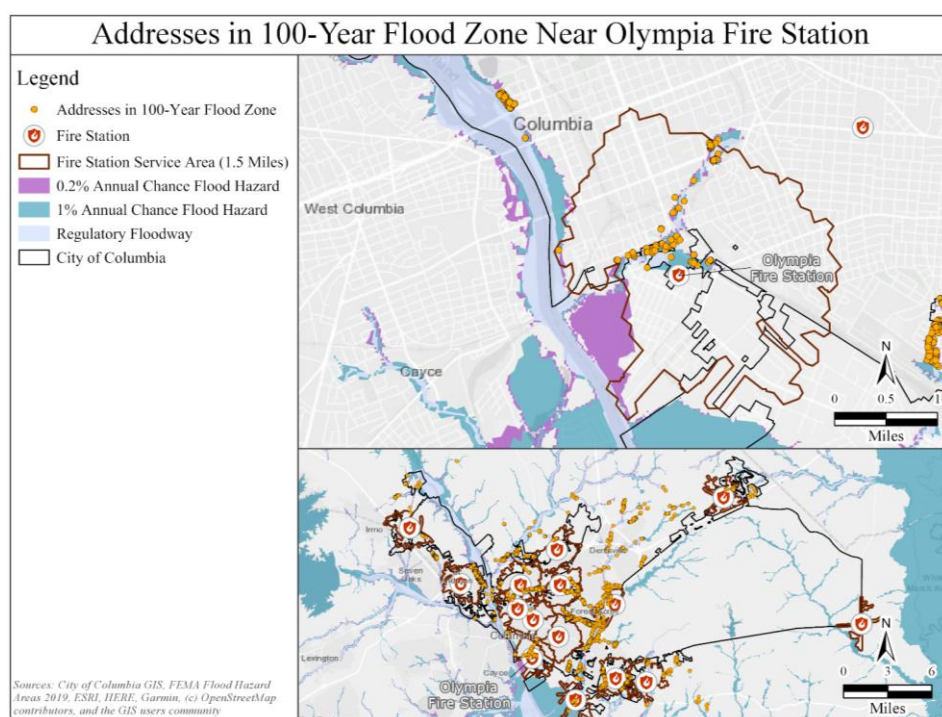 Addresses in 100-Year Flood Zone Near Olympia Fire Station
Legend
Addresses in 100-Year Flood Zone
Fire Station
Fire Station Service Area (1.5 Miles)
0.2% Annual Chance Flood Hazard
1% Annual Chance Flood Hazard
Regulatory Floodway
City of Columbia
Sources: City of Columbia GIS, FEMA Flood Hazard
Areas 2019, ESRI, HERE, Garmin, (c) OpenStreetMap
contributors, and the GIS users community
Columbia
West Columbia
Olympia
Fire Station
Cayce
N
0 0.5 1
Miles
Irmo
Seven
Oaks
Lexington
Cayce
Olympia
Fire Station
N
0 3 6
Miles